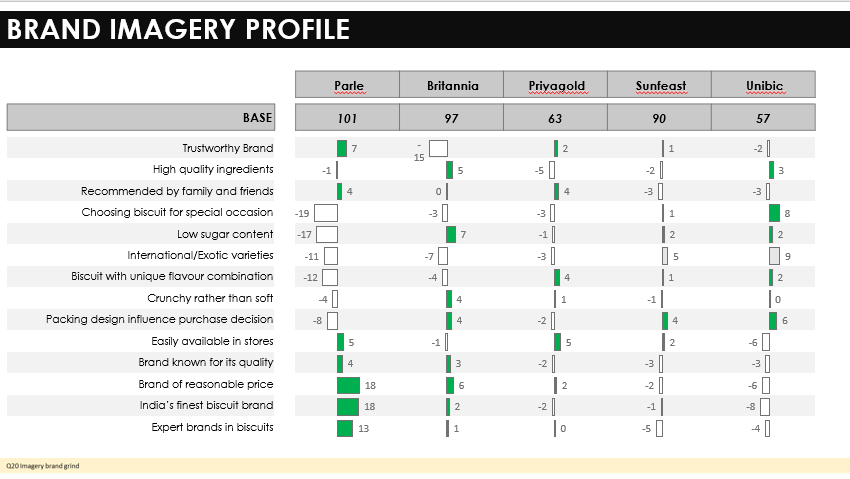 BRAND IMAGERY PROFILE
Parle Britannia Priyagold Sunfeast Unibic
BASE 101 97 63 90 57
Trustworthy Brand 7 -15 2 1 -2
High quality ingredients -1 5 -5 -2 3
Recommended by family and friends 4 0 4 -3 -3
Choosing biscuit for special occasion -19 -3 -3 1 8
Low sugar content -17 7 -1 2 2
International/Exotic varieties -11 -7 -3 5 9
Biscuit with unique flavour combination -12 -4 4 1 2
Crunchy rather than soft -4 4 1 -1 0
Packing design influence purchase decision -8 4 -2 4 6
Easily available in stores 5 -1 5 2 -6
Brand known for its quality 4 3 -2 -3 -3
Brand of reasonable price 18 6 2 -2 -6
India's finest biscuit brand 18 2 -2 -1 -8
Expert brands in biscuits 13 1 0 -5 -4
Q20 Imagery brand grind